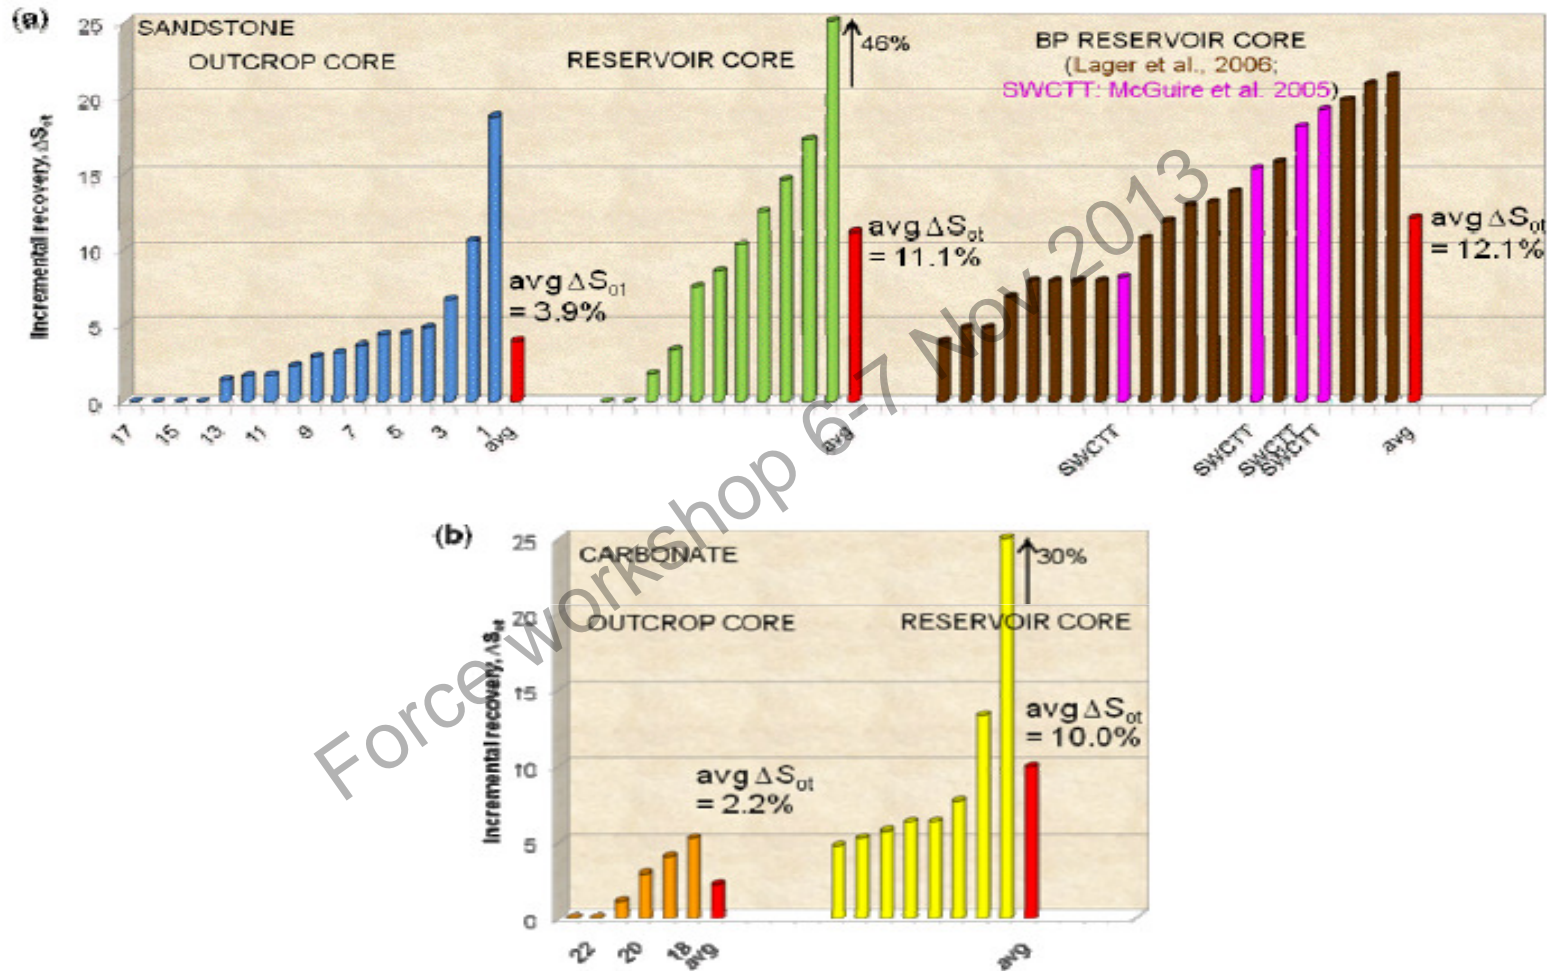 (a)
Incremental recovery, ΔSot
25
20
15
10
5
0
SANDSTONE
OUTCROP CORE
RESERVOIR CORE
46%
BP RESERVOIR CORE
(Lager et al., 2006;
SWCTT: McGuire et al. 2005)
avg ΔSot
= 3.9%
avg ΔSot
= 11.1%
avg ΔSot
= 12.1%
17
15
13
11
9
7
5
3
1
avg
avg
SWCTT
SWCTT
SWCTT
SWCTT
avg
Force workshop 6-7 Nov 2013
(b)
Incremental recovery, ΔSot
25
20
15
10
5
0
CARBONATE
30%
OUTCROP CORE
RESERVOIR CORE
avg ΔSot
= 2.2%
avg ΔSot
= 10.0%
22
20
18
avg
avg